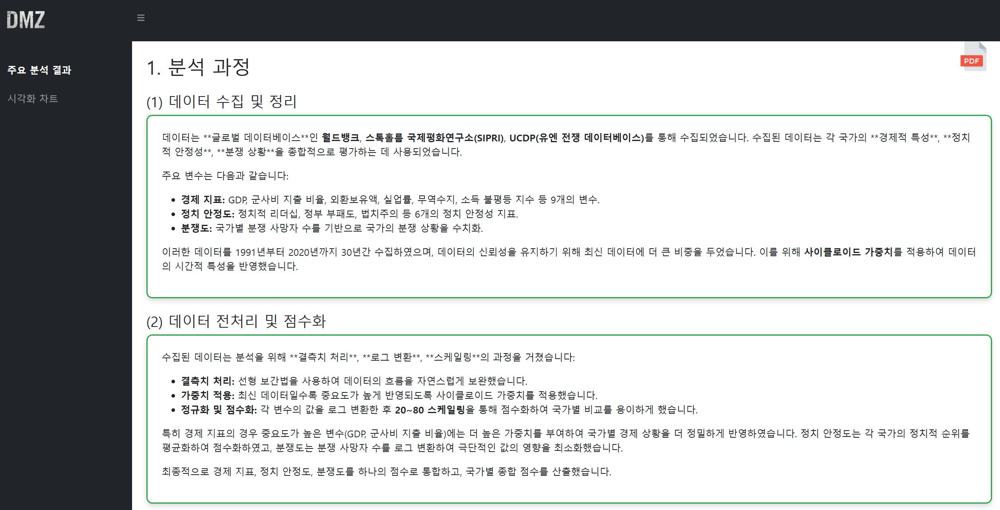 DMZ
주요 분석 결과
시각화 차트
PDF
1. 분석 과정
(1) 데이터 수집 및 정리
데이터는 **글로벌 데이터베이스**인 월드뱅크, 스톡홀름 국제평화연구소(SIPRI), UCDP(유엔 전쟁 데이터베이스)를 통해 수집되었습니다. 수집된 데이터는 각 국가의 **경제적 특성**, **정치
적 안정성**, **분쟁 상황**을 종합적으로 평가하는 데 사용되었습니다.
주요 변수는 다음과 같습니다:
• 경제 지표: GDP, 군사비 지출 비율, 외환보유액, 실업률, 무역수지, 소득 불평등 지수 등 9개의 변수.
• 정치 안정도: 정치적 리더십, 정부 부패도, 법치주의 등 6개의 정치 안정성 지표.
• 분쟁도: 국가별 분쟁 사망자 수를 기반으로 국가의 분쟁 상황을 수치화.
이러한 데이터를 1991년부터 2020년까지 30년간 수집하였으며, 데이터의 신뢰성을 유지하기 위해 최신 데이터에 더 큰 비중을 두었습니다. 이를 위해 사이클로이드 가중치를 적용하여 데이터
의 시간적 특성을 반영했습니다.
(2) 데이터 전처리 및 점수화
수집된 데이터는 분석을 위해 **결측치 처리**, **로그 변환**, **스케일링**의 과정을 거쳤습니다:
• 결측치 처리: 선형 보간법을 사용하여 데이터의 흐름을 자연스럽게 보완했습니다.
• 가중치 적용: 최신 데이터일수록 중요도가 높게 반영되도록 사이클로이드 가중치를 적용했습니다.
• 정규화 및 점수화: 각 변수의 값을 로그 변환한 후 20~80 스케일링을 통해 점수화하여 국가별 비교를 용이하게 했습니다.
특히 경제 지표의 경우 중요도가 높은 변수(GDP, 군사비 지출 비율)에는 더 높은 가중치를 부여하여 국가별 경제 상황을 더 정밀하게 반영하였습니다. 정치 안정도는 각 국가의 정치적 순위를
평균화하여 점수화하였고, 분쟁도는 분쟁 사망자 수를 로그 변환하여 극단적인 값의 영향을 최소화했습니다.
최종적으로 경제 지표, 정치 안정도, 분쟁도를 하나의 점수로 통합하고, 국가별 종합 점수를 산출했습니다.